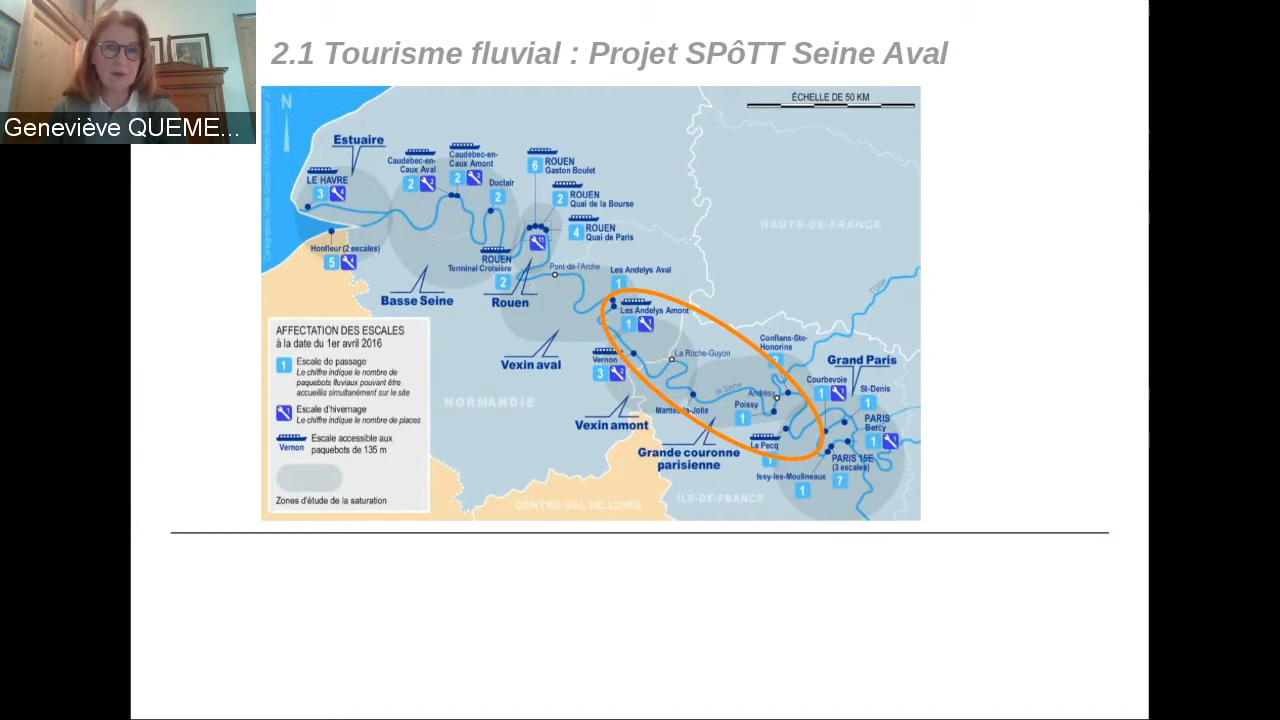 2.1 Tourisme fluvial : Projet SPôTT Seine Aval
Geneviève QUEME...
N
ÉCHELLE DE 50 KM
Estuaire
LE HAVRE
3
4
Caudebec-en-
Caux Aval
2
2
Caudebec-en-
Caux Amont
2
Duclair
2
6
ROUEN
Gaston Boulet
2
ROUEN
Quai de la Bourse
4
ROUEN
Quai de Paris
11
HAUTS-DE-FRANCE
Honfleur (2 escales)
5
ROUEN
Terminal Croisière
2
Pont-de-l'Arche
l'Oise
Basse Seine
Rouen
Les Andelys Aval
1
Les Andelys Amont
1
AFFECTATION DES ESCALES
à la date du 1er avril 2016
1
Escale de passage
Le chiffre indique le nombre de
paquebots fluviaux pouvant être
accueillis simultanément sur le site
Escale d'hivernage
Le chiffre indique le nombre de places
Vernon
Escale accessible aux
paquebots de 135 m
Zones d'étude de la saturation
Vexin aval
Vernon
3
La Roche-Guyon
Conflans-Ste-
Honorine
Grand Paris
Courbevoie
1
St-Denis
1
NORMANDIE
la Seine
Andrésy
Mantes-la-Jolie
Poissy
1
PARIS
Bercy
1
Vexin amont
Le Pecq
1
Grande couronne
parisienne
PARIS 15E
(3 escales)
7
Issy-les-Moulineaux
1
CENTRE-VAL DE LOIRE
ILE-DE-FRANCE